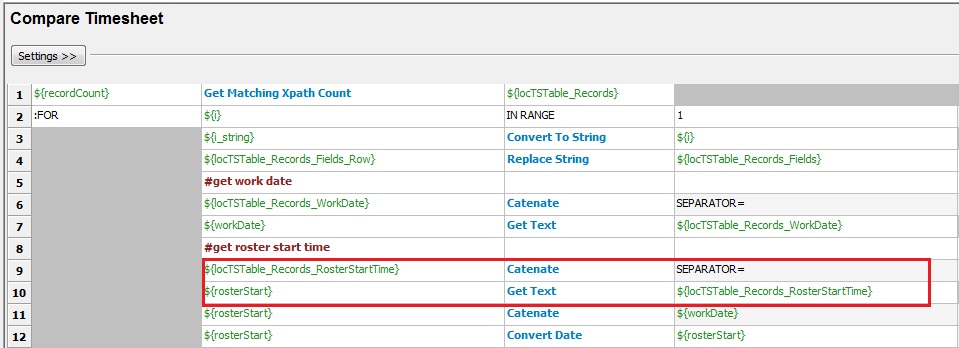 Compare Timesheet
Settings >>
1 ${recordCount} Get Matching Xpath Count ${locTSTable_Records}
2 :FOR ${i} IN RANGE 1
3 ${i_string} Convert To String ${i}
4 ${locTSTable_Records_Fields_Row} Replace String ${locTSTable_Records_Fields}
5 #get work date
6 ${locTSTable_Records_WorkDate} Catenate SEPARATOR=
7 ${workDate} Get Text ${locTSTable_Records_WorkDate}
8 #get roster start time
9 ${locTSTable_Records_RosterStartTime} Catenate SEPARATOR=
10 ${rosterStart} Get Text ${locTSTable_Records_RosterStartTime}
11 ${rosterStart} Catenate ${workDate}
12 ${rosterStart} Convert Date ${rosterStart}